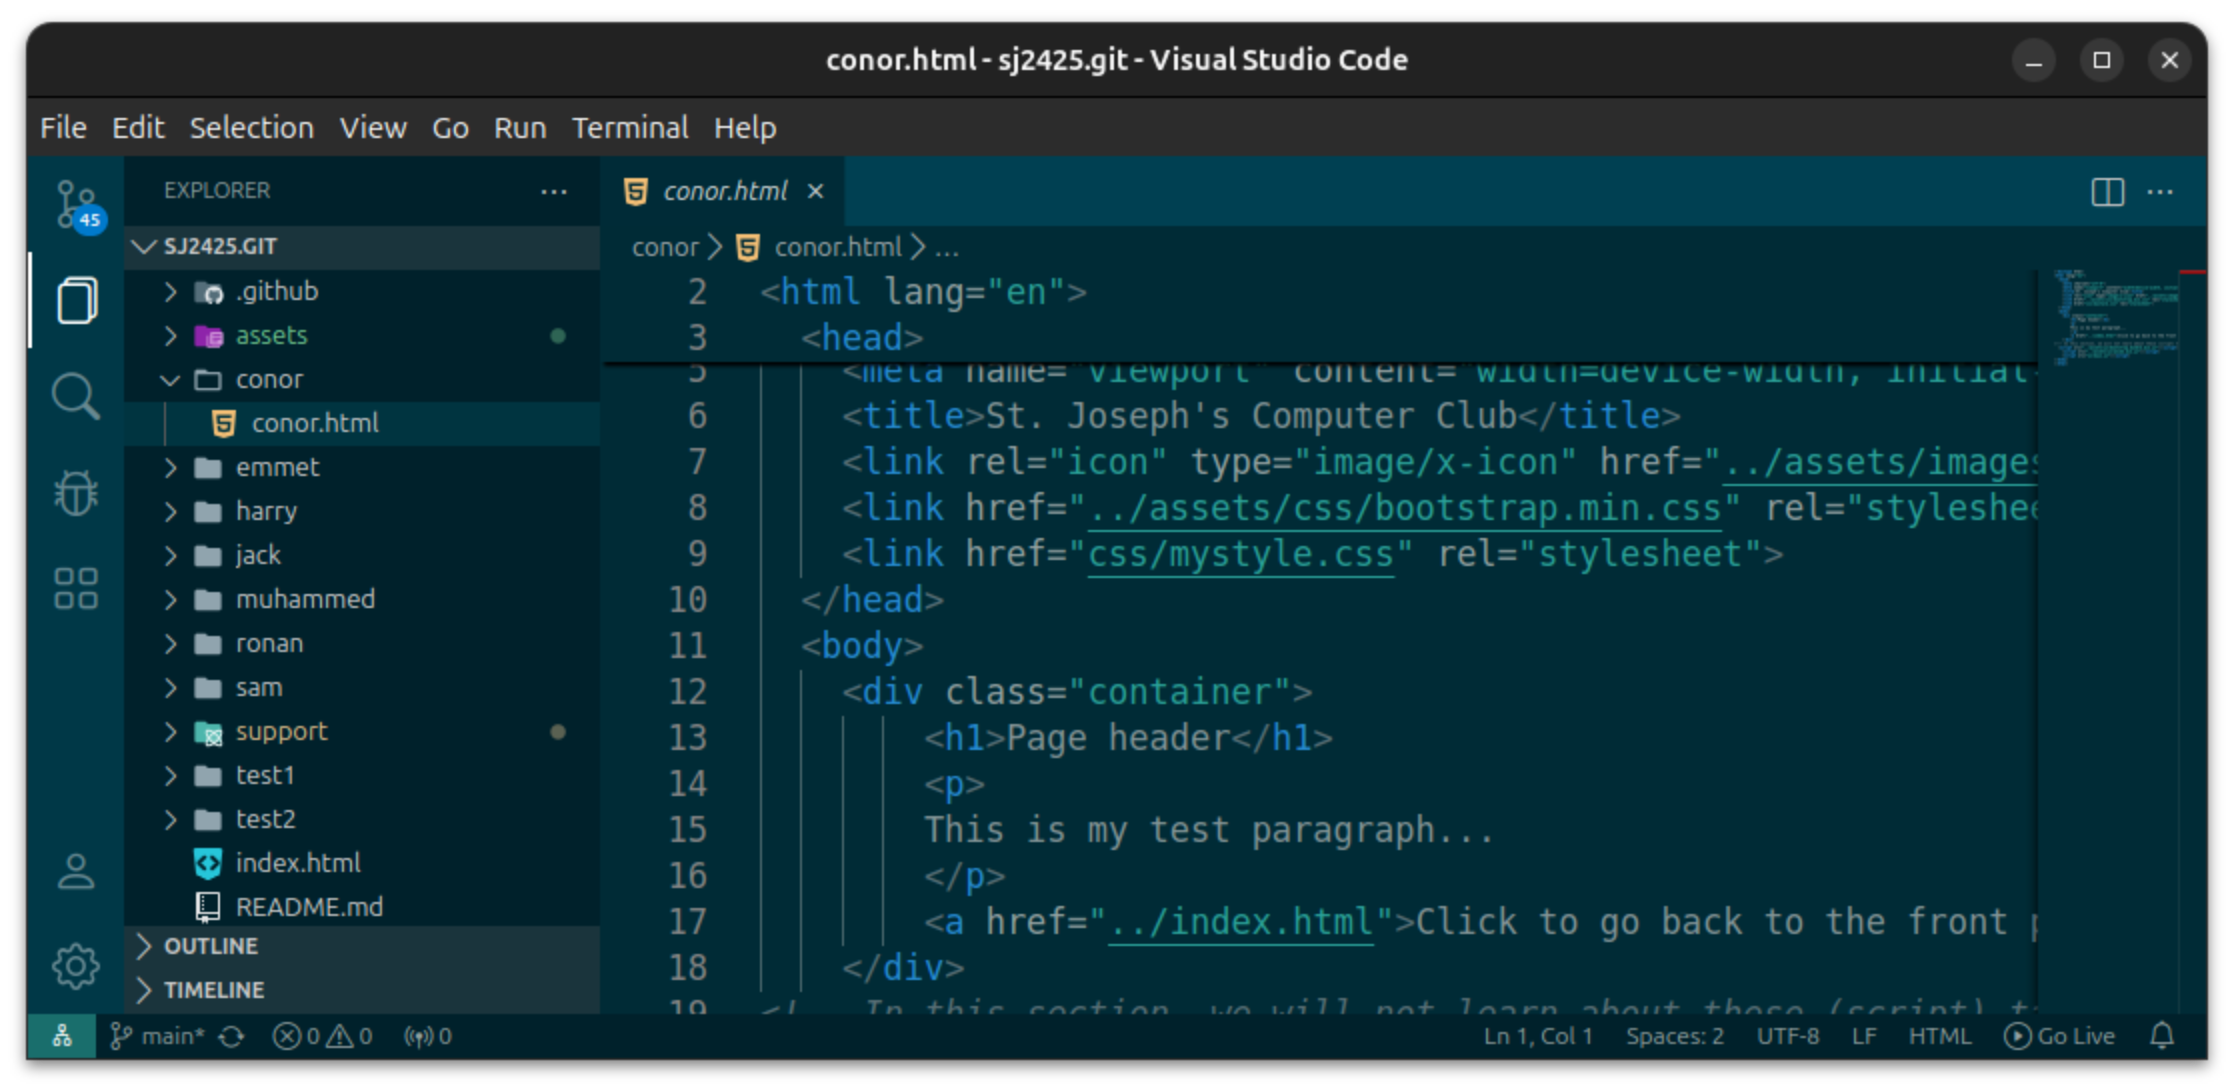 conor.html - sj2425.git - Visual Studio Code
File Edit Selection View Go Run Terminal Help
45
EXPLORER ...
SJ2425.GIT
.github
assets
conor
conor.html
emmet
harry
jack
muhammed
ronan
sam
support
test1
test2
index.html
README.md
OUTLINE
TIMELINE
conor.html
conor > conor.html > ...
2 <html lang="en">
3 <head>
5 <meta name="viewport" content="width=device-width, initial-
6 <title>St. Joseph's Computer Club</title>
7 <link rel="icon" type="image/x-icon" href="../assets/images
8 <link href="../assets/css/bootstrap.min.css" rel="styleshee
9 <link href="css/mystyle.css" rel="stylesheet">
10 </head>
11 <body>
12 <div class="container">
13 <h1>Page header</h1>
14 <p>
15 This is my test paragraph...
16 </p>
17 <a href="../index.html">Click to go back to the front p
18 </div>
19 <!-- In this section, we will not learn about these (script) t
main* 0 0 0 Ln 1, Col 1 Spaces: 2 UTF-8 LF HTML Go Live